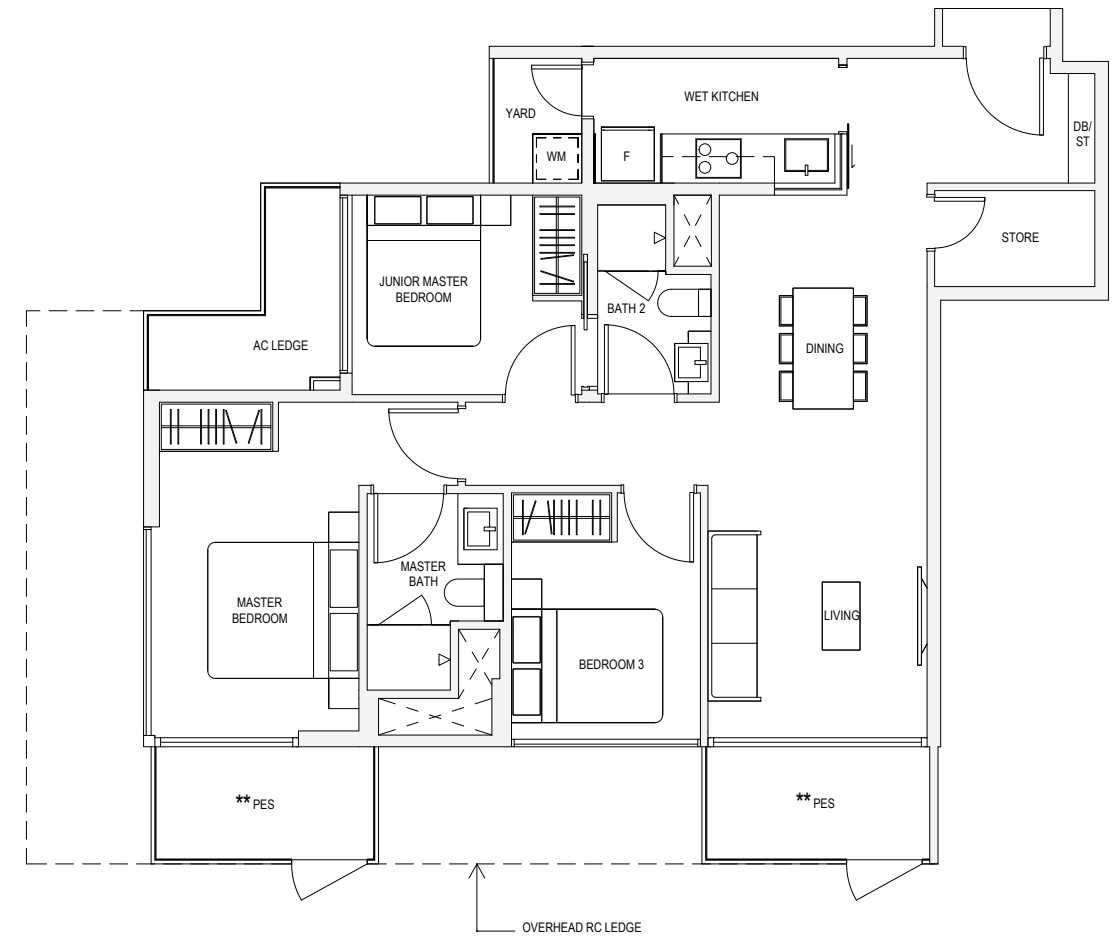 WET KITCHEN
YARD
DB/
ST
WM
F
STORE
JUNIOR MASTER
BEDROOM
BATH 2
AC LEDGE
DINING
MASTER
BATH
MASTER
BEDROOM
LIVING
BEDROOM 3
** PES
** PES
OVERHEAD RC LEDGE